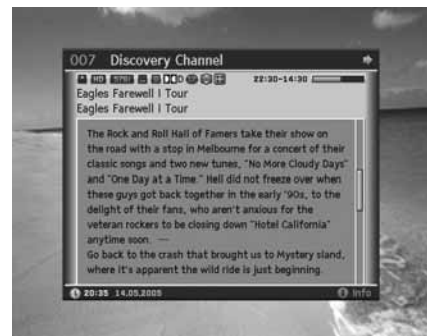 007 Discovery Channel
HD 576i D
22:30-14:30
Eagles Farewell I Tour
Eagles Farewell I Tour
The Rock and Roll Hall of Famers take their show on
the road with a stop in Melbourne for a concert of their
classic songs and two new tunes, "No More Cloudy Days"
and "One Day at a Time." Hell did not freeze over when
these guys got back together in the early '90s, to the
delight of their fans, who aren't anxious for the
veteran rockers to be closing down "Hotel California"
anytime soon. ---
Go back to the crash that brought us to Mystery sland,
where it's apparent the wild ride is just beginning.
20:35 14.05.2005
Info